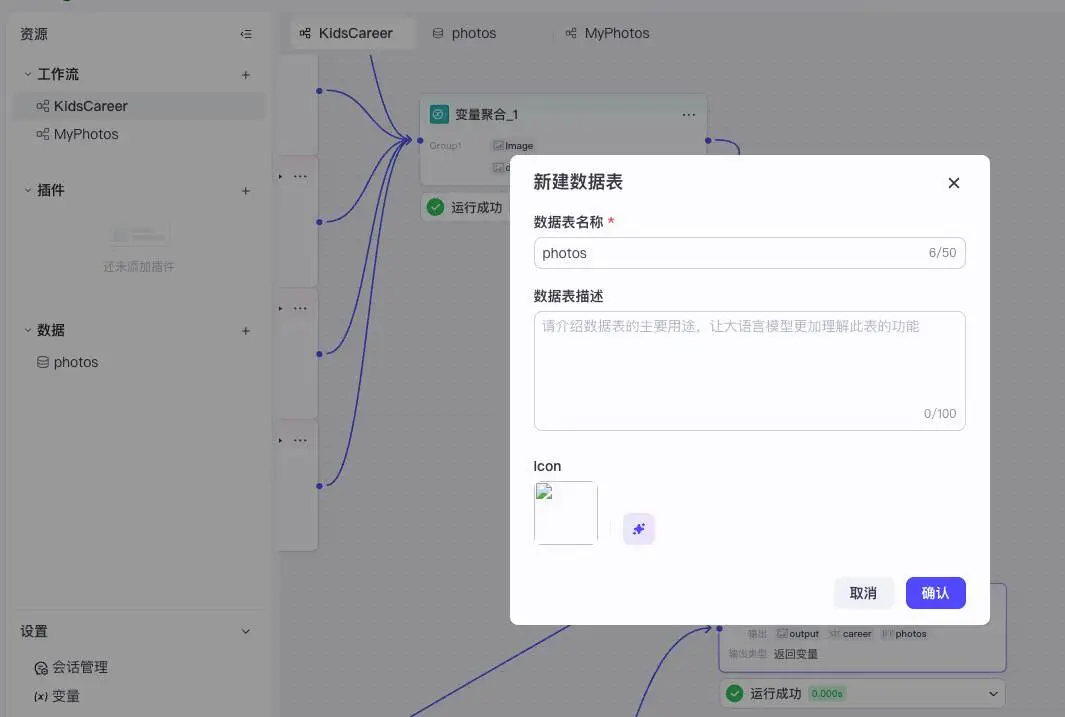 资源
KidsCareer
photos
MyPhotos
工作流
KidsCareer
MyPhotos
插件
还未添加插件
数据
photos
设置
会话管理
(x) 变量
变量聚合_1
Group1
Image
运行成功
新建数据表
数据表名称 *
photos
6/50
数据表描述
请介绍数据表的主要用途，让大语言模型更加理解此表的功能
0/100
Icon
取消
确认
输出 output career photos
输出类型 返回变量
运行成功 0.000s